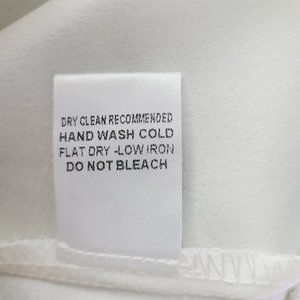 DRY CLEAN RECOMMENDED
HAND WASH COLD
FLAT DRY -LOW IRON
DO NOT BLEACH